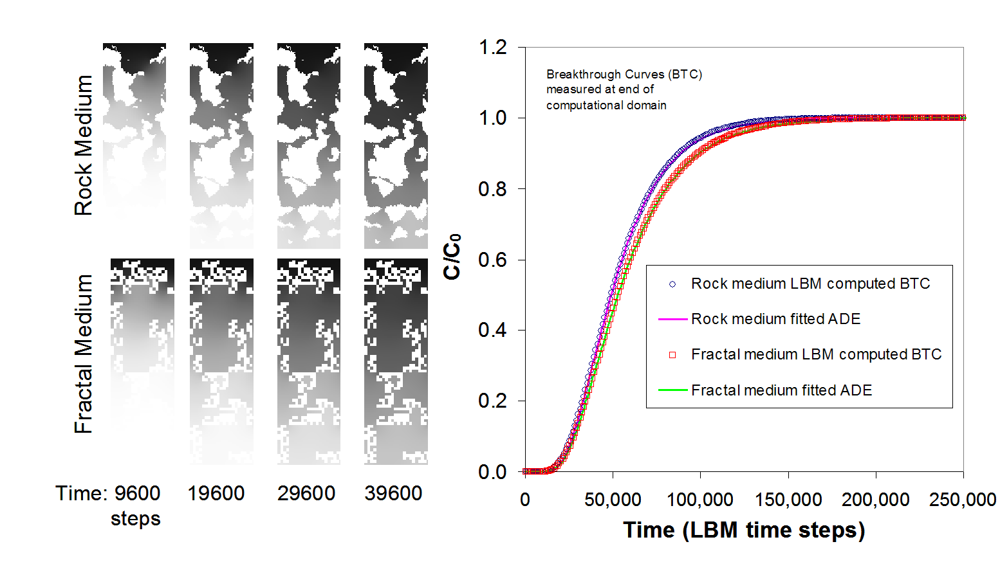 Rock Medium
Fractal Medium
Time: 9600 19600 29600 39600
steps
C/C0
1.2
1.0
0.8
0.6
0.4
0.2
0.0
Breakthrough Curves (BTC)
measured at end of
computational domain
Rock medium LBM computed BTC
Rock medium fitted ADE
Fractal medium LBM computed BTC
Fractal medium fitted ADE
0 50,000 100,000 150,000 200,000 250,000
Time (LBM time steps)